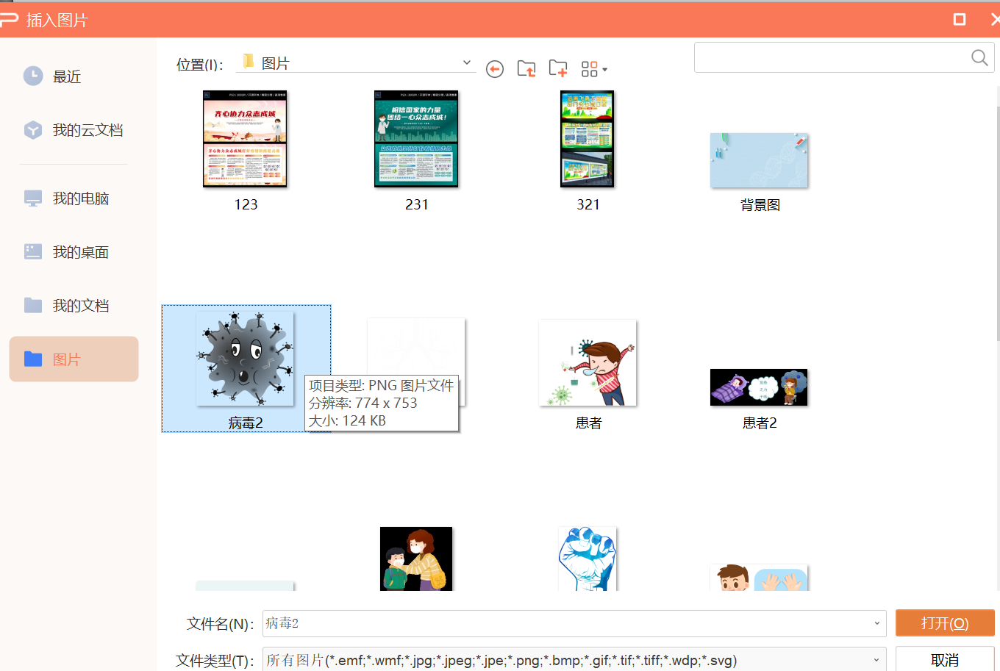 插入图片
位置(I):
图片
最近
我的云文档
我的电脑
我的桌面
我的文档
图片
齐心协力众志成城
相信国家的力量
团结一心众志成城!
123
231
321
背景图
项目类型: PNG 图片文件
分辨率: 774 x 753
大小: 124 KB
病毒2
患者
患者2
文件名(N):
病毒2
打开(O)
文件类型(T):
所有图片(*.emf;*.wmf;*.jpg;*.jpeg;*.jpe;*.png;*.bmp;*.gif;*.tif;*.tiff;*.wdp;*.svg)
取消